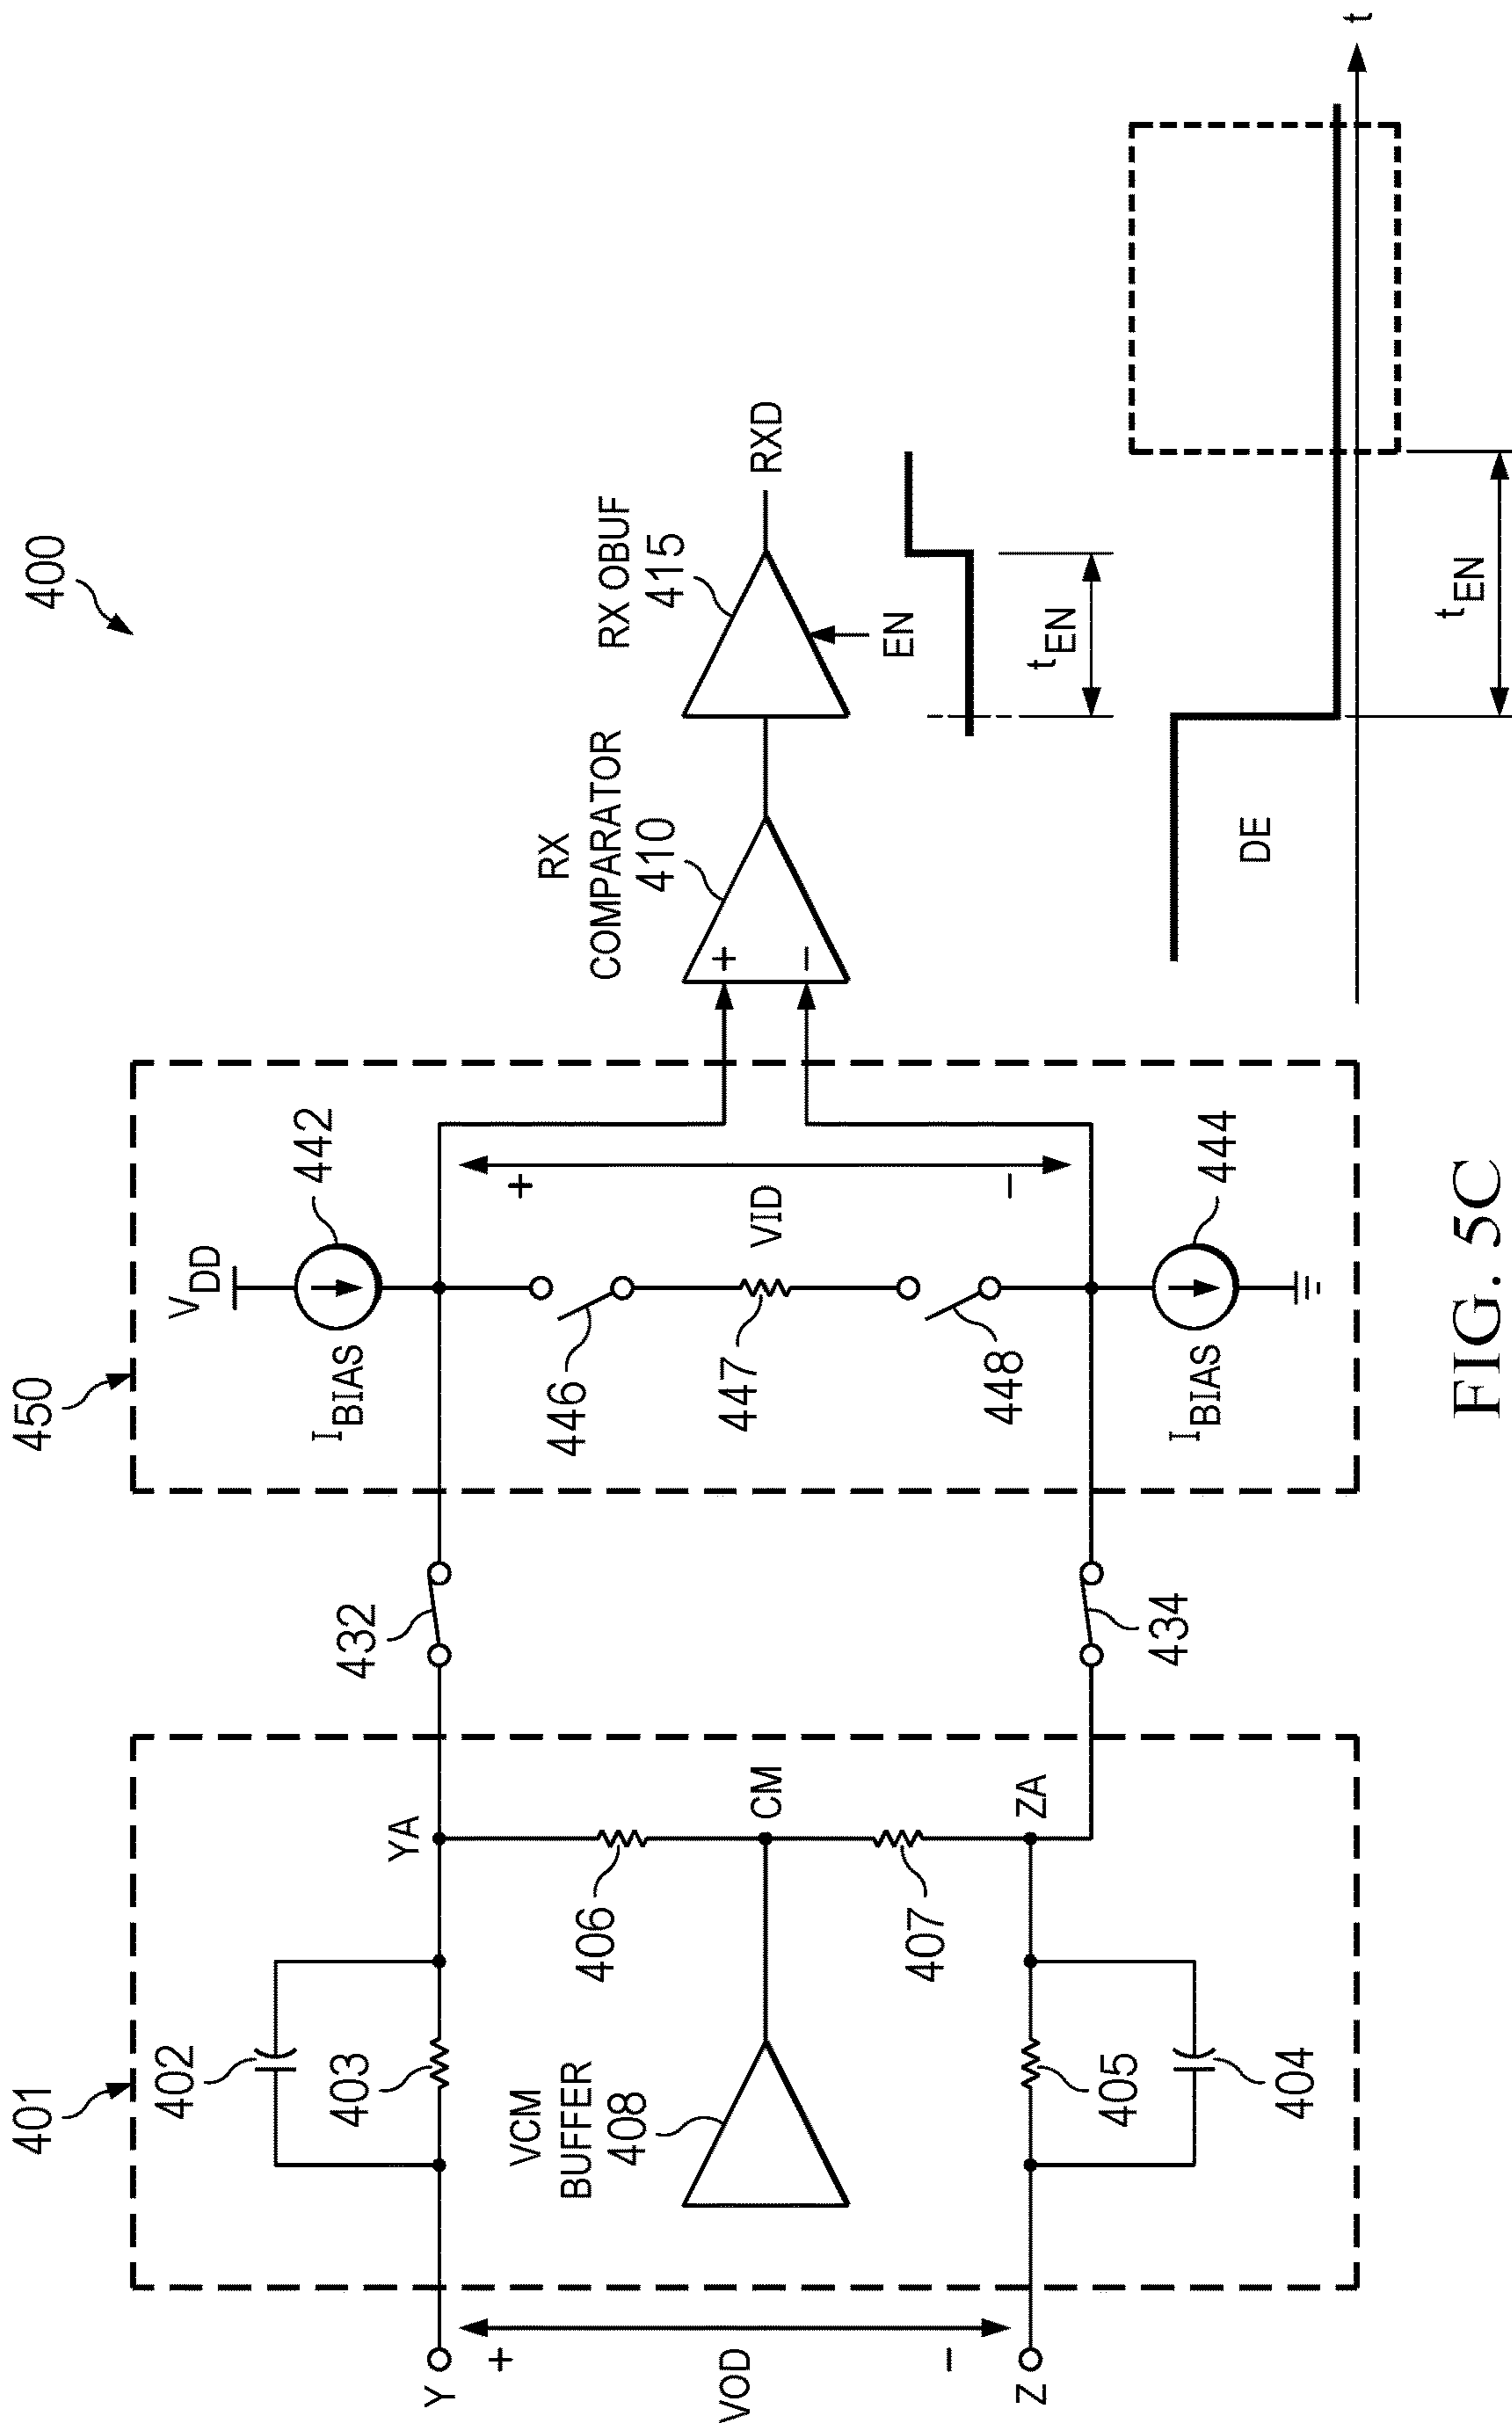 400
401
402
403
VCM
BUFFER
408
405
404
406
407
YA
CM
ZA
Y
+
VOD
−
Z
432
434
450
VDD
442
IBIAS
446
447
448
+
VID
−
IBIAS
444
RX
COMPARATOR
410
+
−
RX OBUF
415
RXD
EN
tEN
DE
tEN
t
FIG. 5C